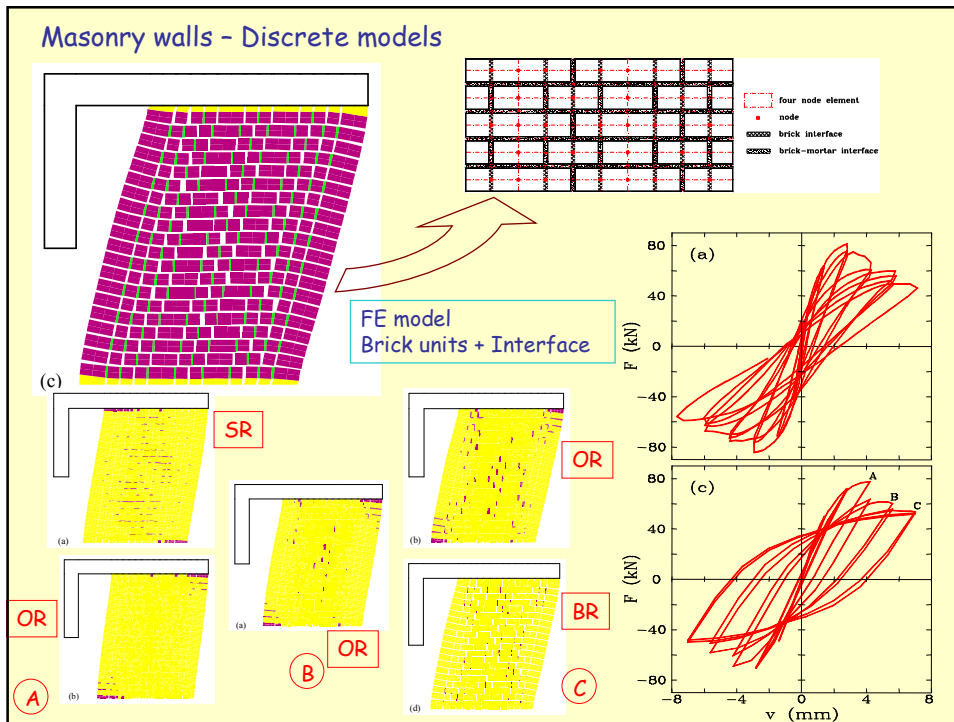 Masonry walls – Discrete models
four node element
node
brick interface
brick-mortar interface
(c)
FE model
Brick units + Interface
(a)
80
40
0
-40
-80
F (kN)
SR
(a)
OR
(b)
OR
(b)
A
(a)
OR
B
BR
(d)
C
(c)
A
B
C
80
40
0
-40
-80
F (kN)
-8
-4
0
4
8
v (mm)